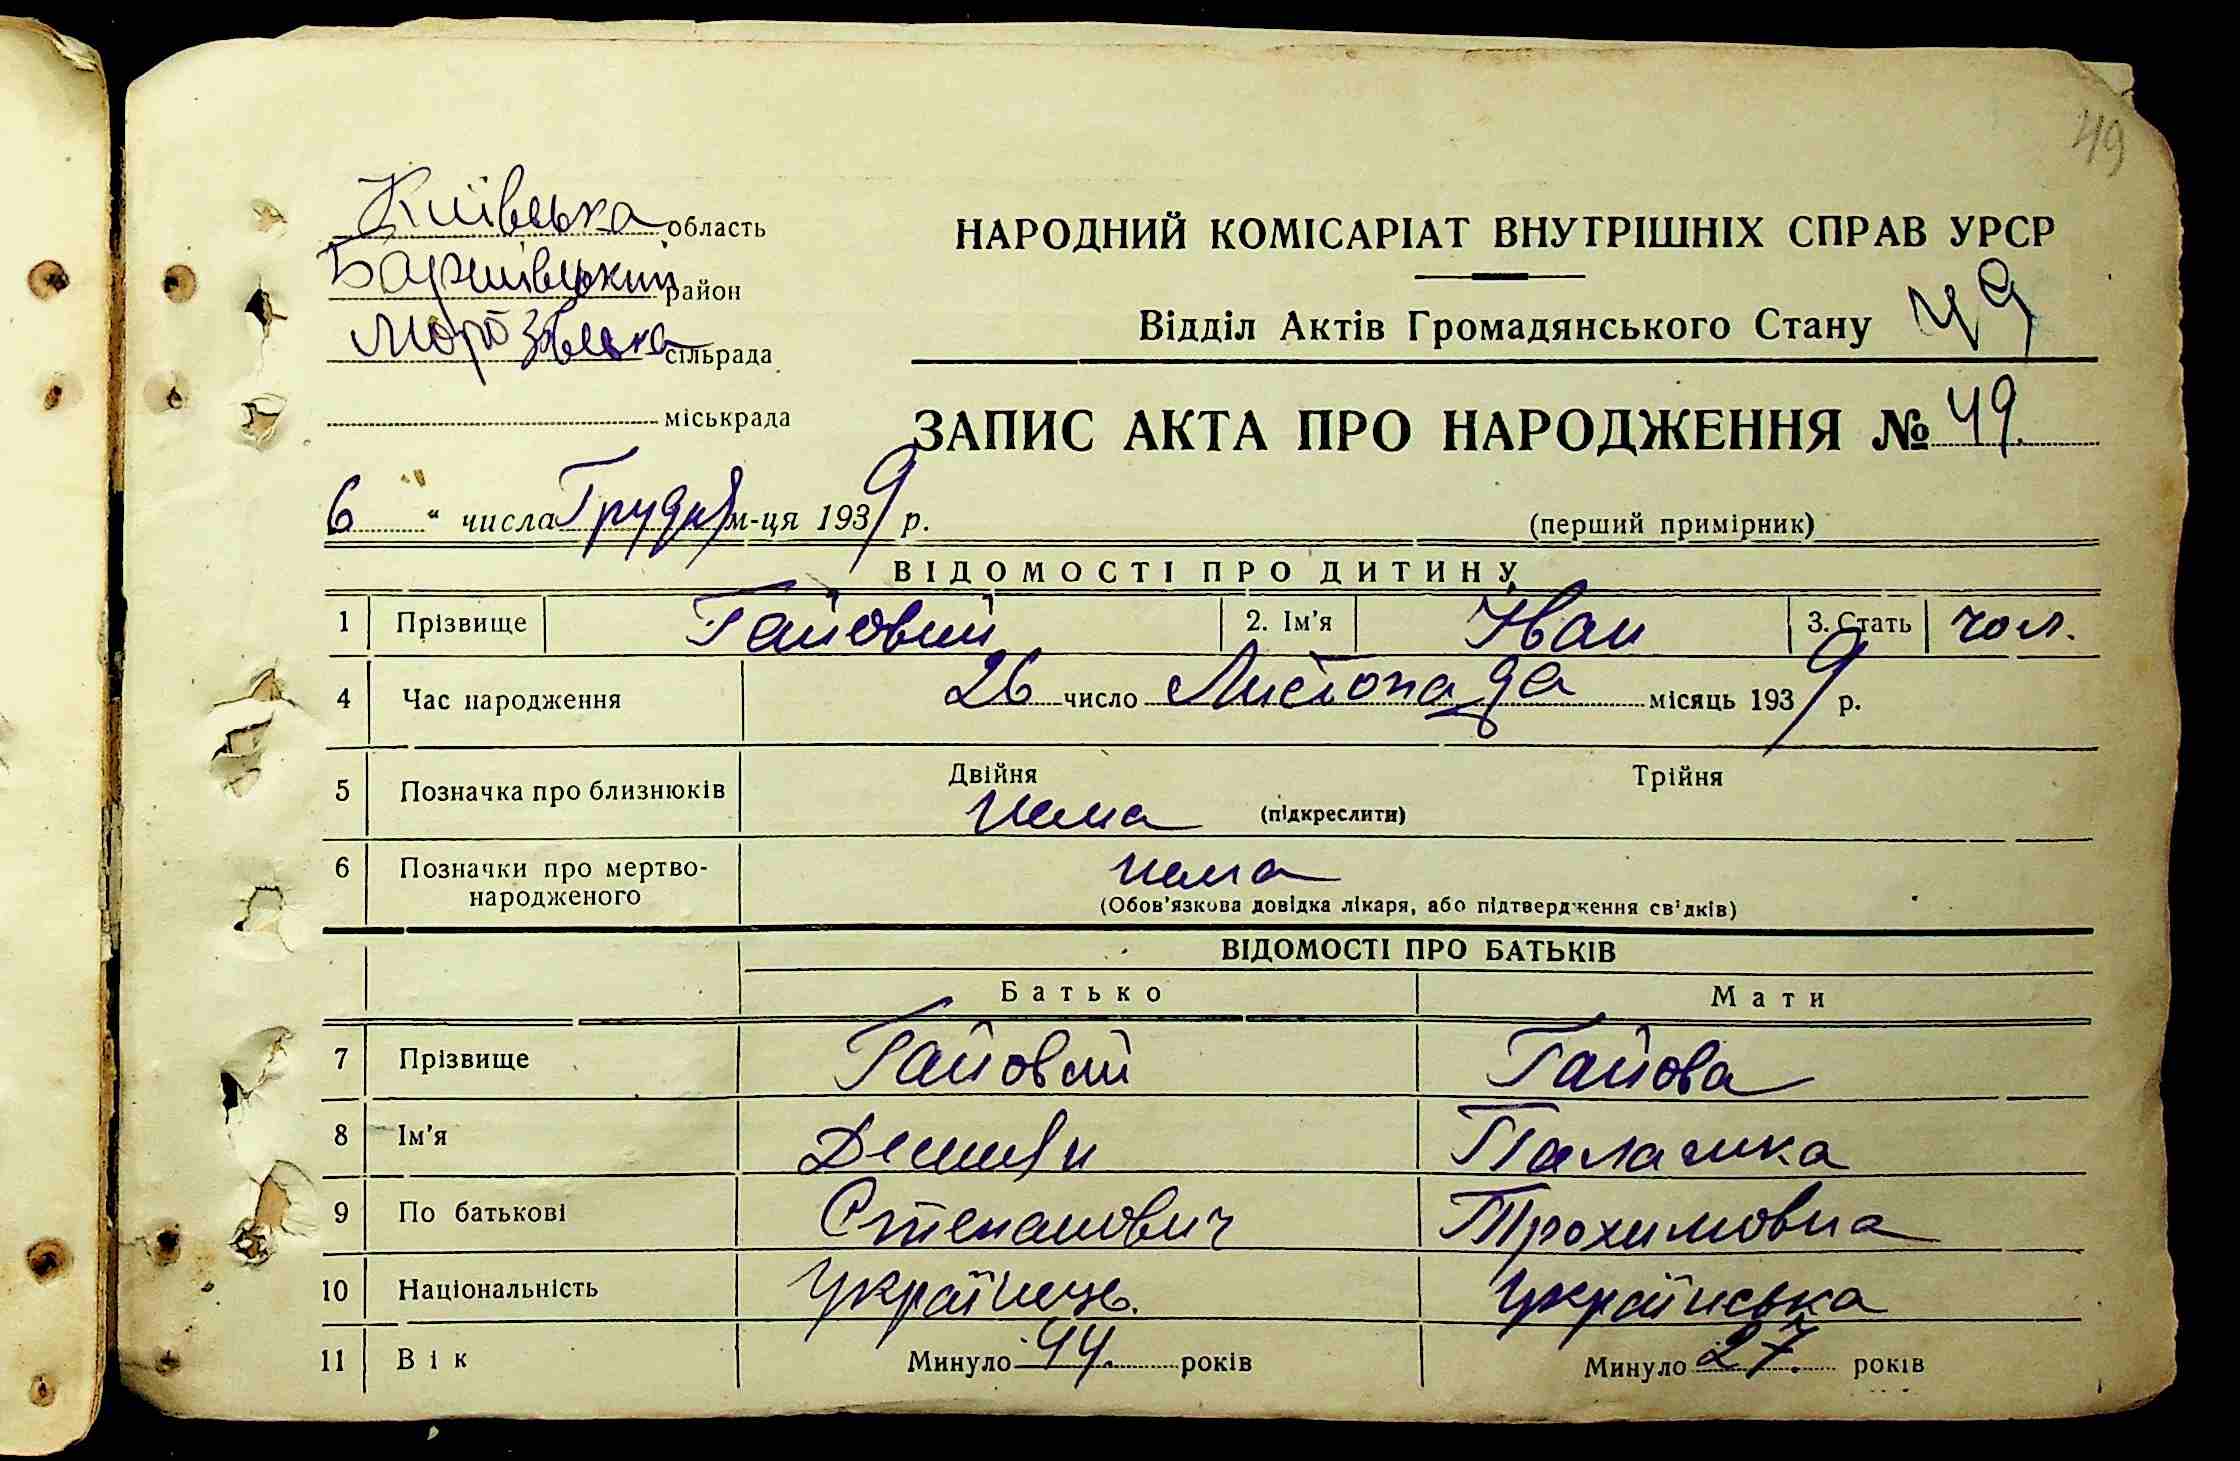 49
Київська область
Баришівський район
Морозівська сільрада
міськрада
НАРОДНИЙ КОМІСАРІАТ ВНУТРІШНІХ СПРАВ УРСР
Відділ Актів Громадянського Стану 49
ЗАПИС АКТА ПРО НАРОДЖЕННЯ № 49.
6 " числа Грудня м-ця 1939 р.
(перший примірник)
ВІДОМОСТІ ПРО ДИТИНУ
1 Прізвище Гайовий 2. Ім'я Іван 3. Стать чол.
4 Час народження 26 число Листопада місяць 1939 р.
5 Позначка про близнюків Двійня Трійня
нема (підкреслити)
6 Позначки про мертво- нема
народженого (Обов'язкова довідка лікаря, або підтвердження свідків)
ВІДОМОСТІ ПРО БАТЬКІВ
Батько Мати
7 Прізвище Гайовий Гайова
8 Ім'я Демян Палажка
9 По батькові Степанович Трохимовна
10 Національність Українець. Українська
11 Вік Минуло 44. років Минуло 27. років